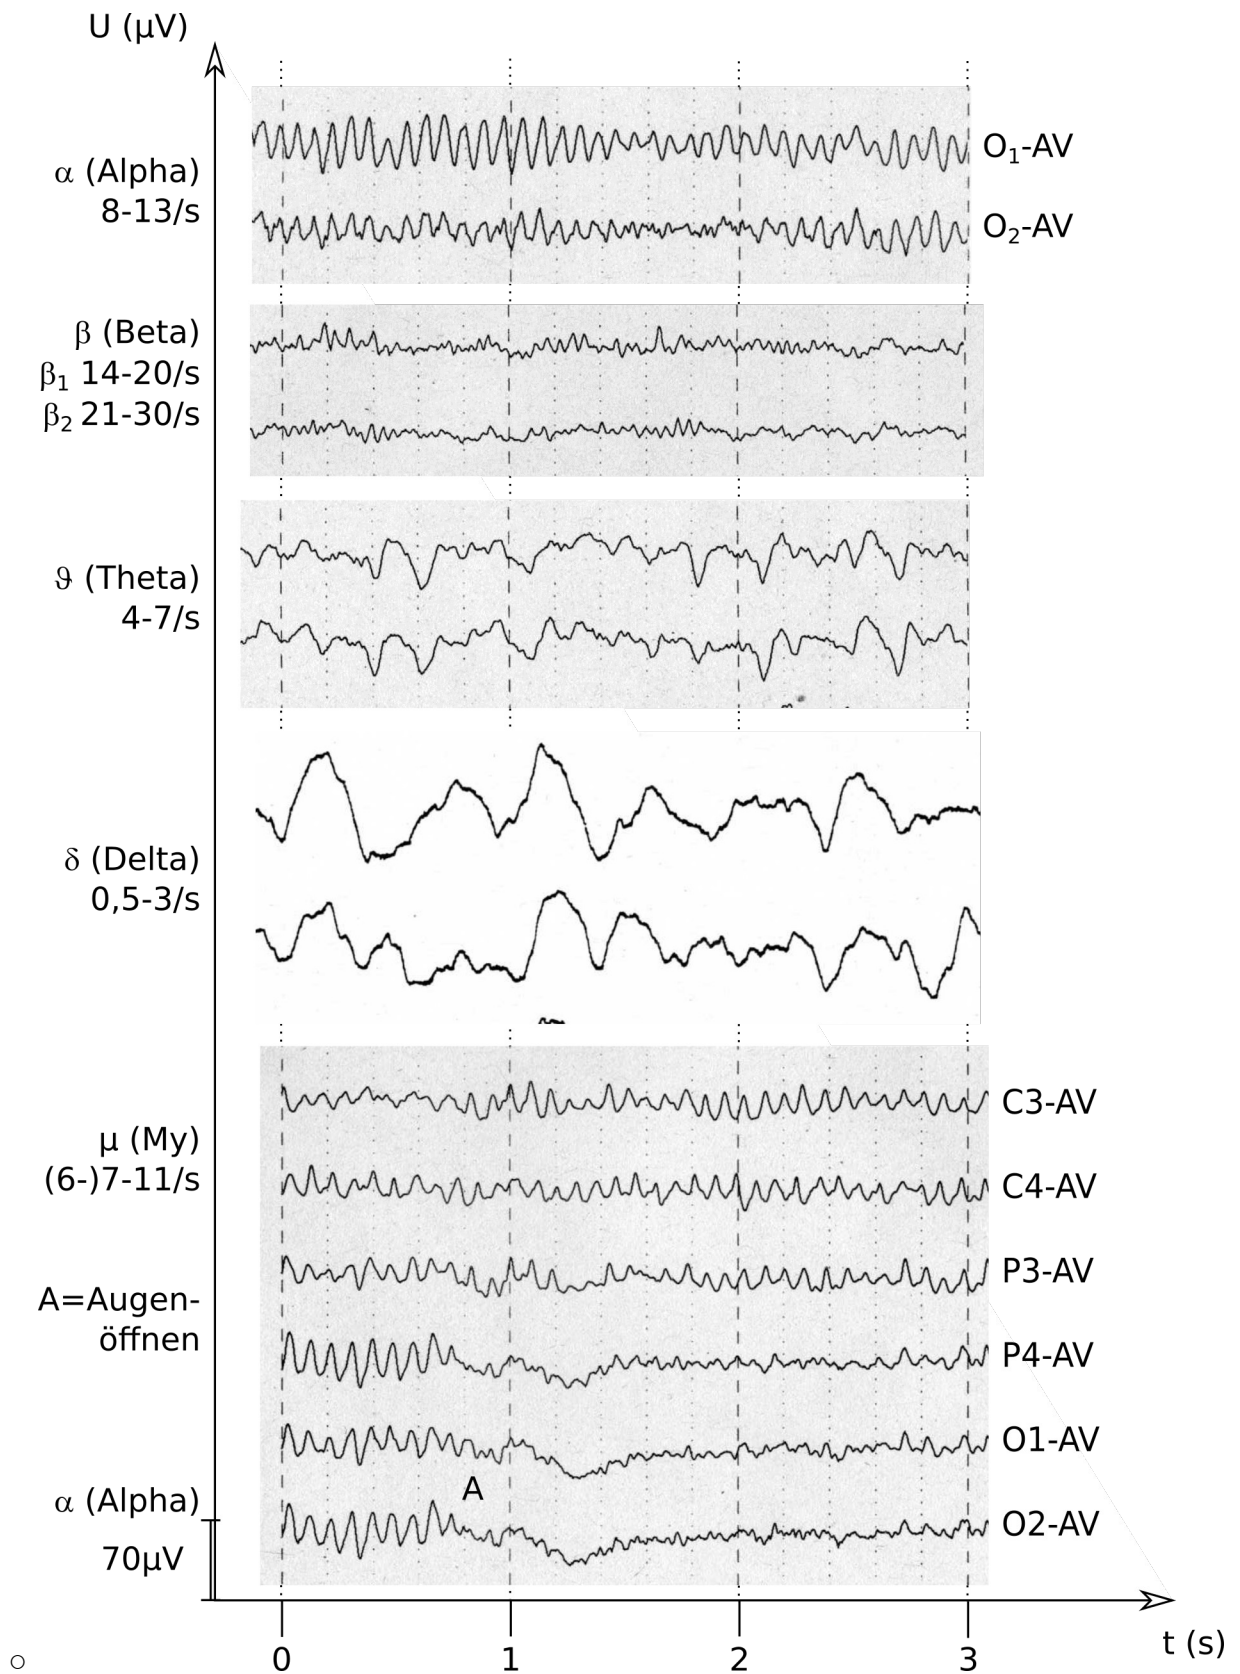 U (µV)
α (Alpha)
8-13/s
O₁-AV
O₂-AV
β (Beta)
β₁ 14-20/s
β₂ 21-30/s
ϑ (Theta)
4-7/s
δ (Delta)
0,5-3/s
µ (My)
(6-)7-11/s
C3-AV
C4-AV
P3-AV
A=Augen-
öffnen
P4-AV
O1-AV
A
α (Alpha)
O2-AV
70µV
t (s)
0 1 2 3